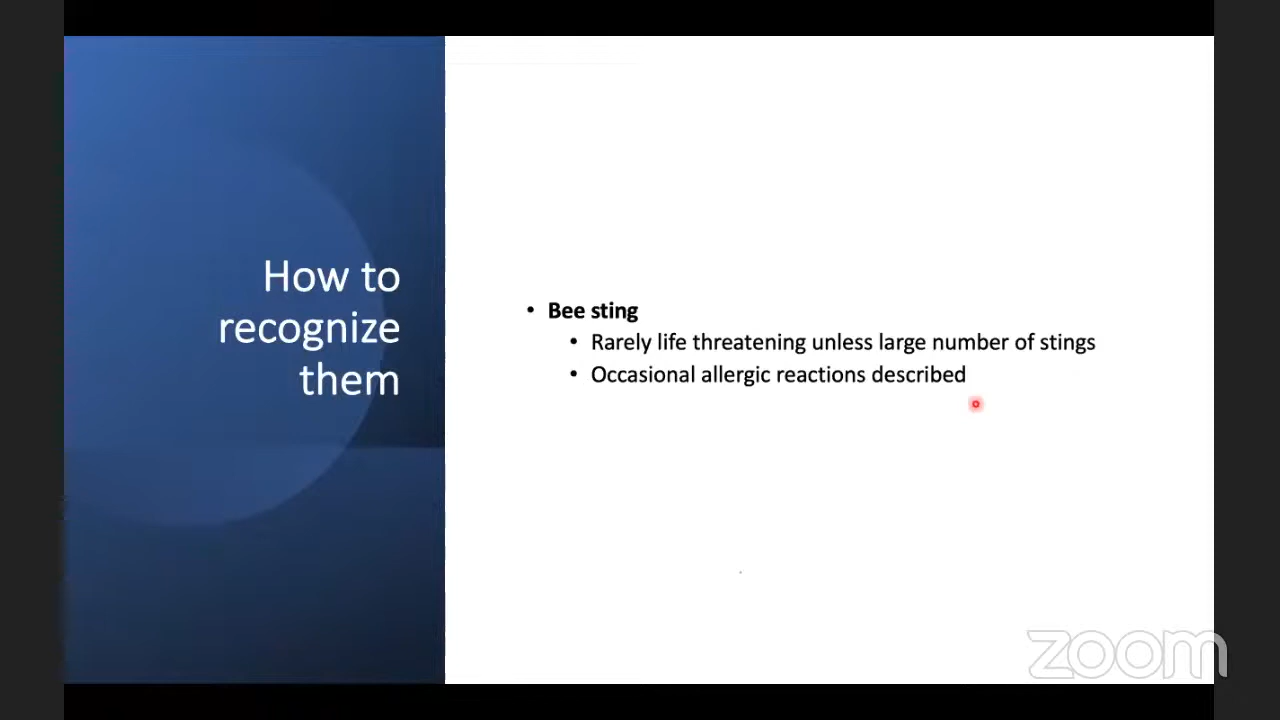 How to
recognize
them
• Bee sting
• Rarely life threatening unless large number of stings
• Occasional allergic reactions described
zoom